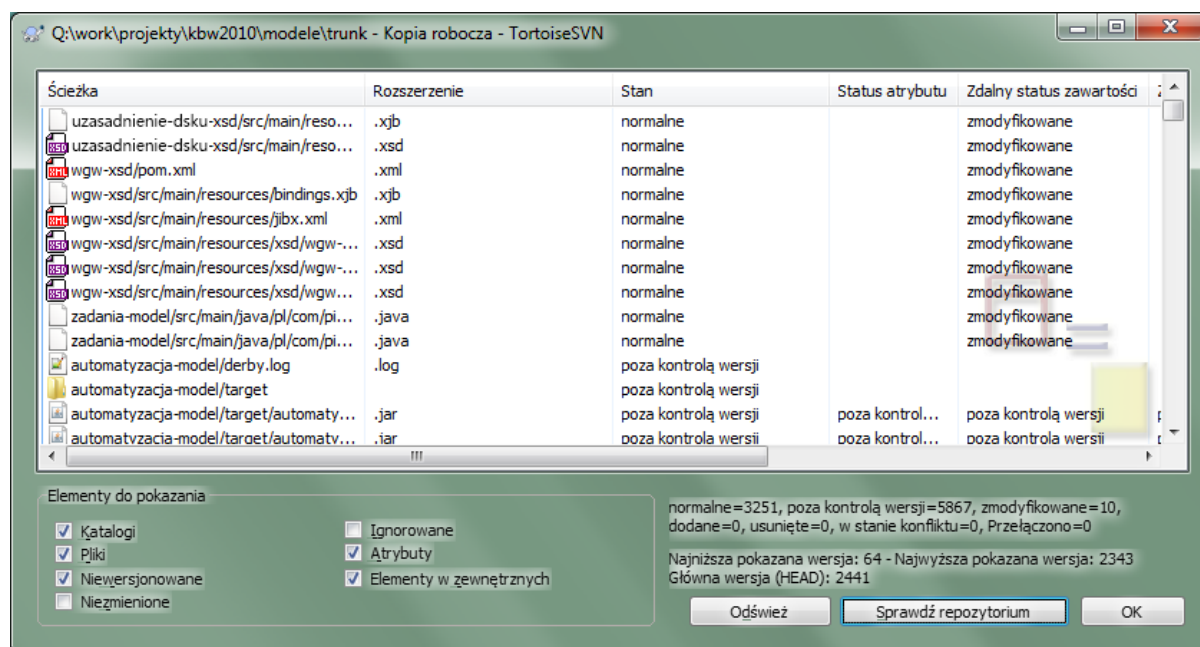 Q:\work\projekty\kbw2010\modele\trunk - Kopia robocza - TortoiseSVN
Ścieżka Rozszerzenie Stan Status atrybutu Zdalny status zawartości
uzasadnienie-dsku-xsd/src/main/reso... .xjb normalne zmodyfikowane
uzasadnienie-dsku-xsd/src/main/reso... .xsd normalne zmodyfikowane
wgw-xsd/pom.xml .xml normalne zmodyfikowane
wgw-xsd/src/main/resources/bindings.xjb .xjb normalne zmodyfikowane
wgw-xsd/src/main/resources/jibx.xml .xml normalne zmodyfikowane
wgw-xsd/src/main/resources/xsd/wgw-... .xsd normalne zmodyfikowane
wgw-xsd/src/main/resources/xsd/wgw-... .xsd normalne zmodyfikowane
wgw-xsd/src/main/resources/xsd/wgw... .xsd normalne zmodyfikowane
zadania-model/src/main/java/pl/com/pi... .java normalne zmodyfikowane
zadania-model/src/main/java/pl/com/pi... .java normalne zmodyfikowane
automatyzacja-model/derby.log .log poza kontrolą wersji
automatyzacja-model/target poza kontrolą wersji
automatyzacja-model/target/automaty... .jar poza kontrolą wersji poza kontrol... poza kontrolą wersji
automatyzacja-model/target/automaty... .jar poza kontrolą wersji poza kontrol... poza kontrolą wersji
Elementy do pokazania
Katalogi Ignorowane
Pliki Atrybuty
Niewersjonowane Elementy w zewnętrznych
Niezmienione
normalne=3251, poza kontrolą wersji=5867, zmodyfikowane=10,
dodane=0, usunięte=0, w stanie konfliktu=0, Przełączono=0
Najniższa pokazana wersja: 64 - Najwyższa pokazana wersja: 2343
Główna wersja (HEAD): 2441
Odśwież Sprawdź repozytorium OK